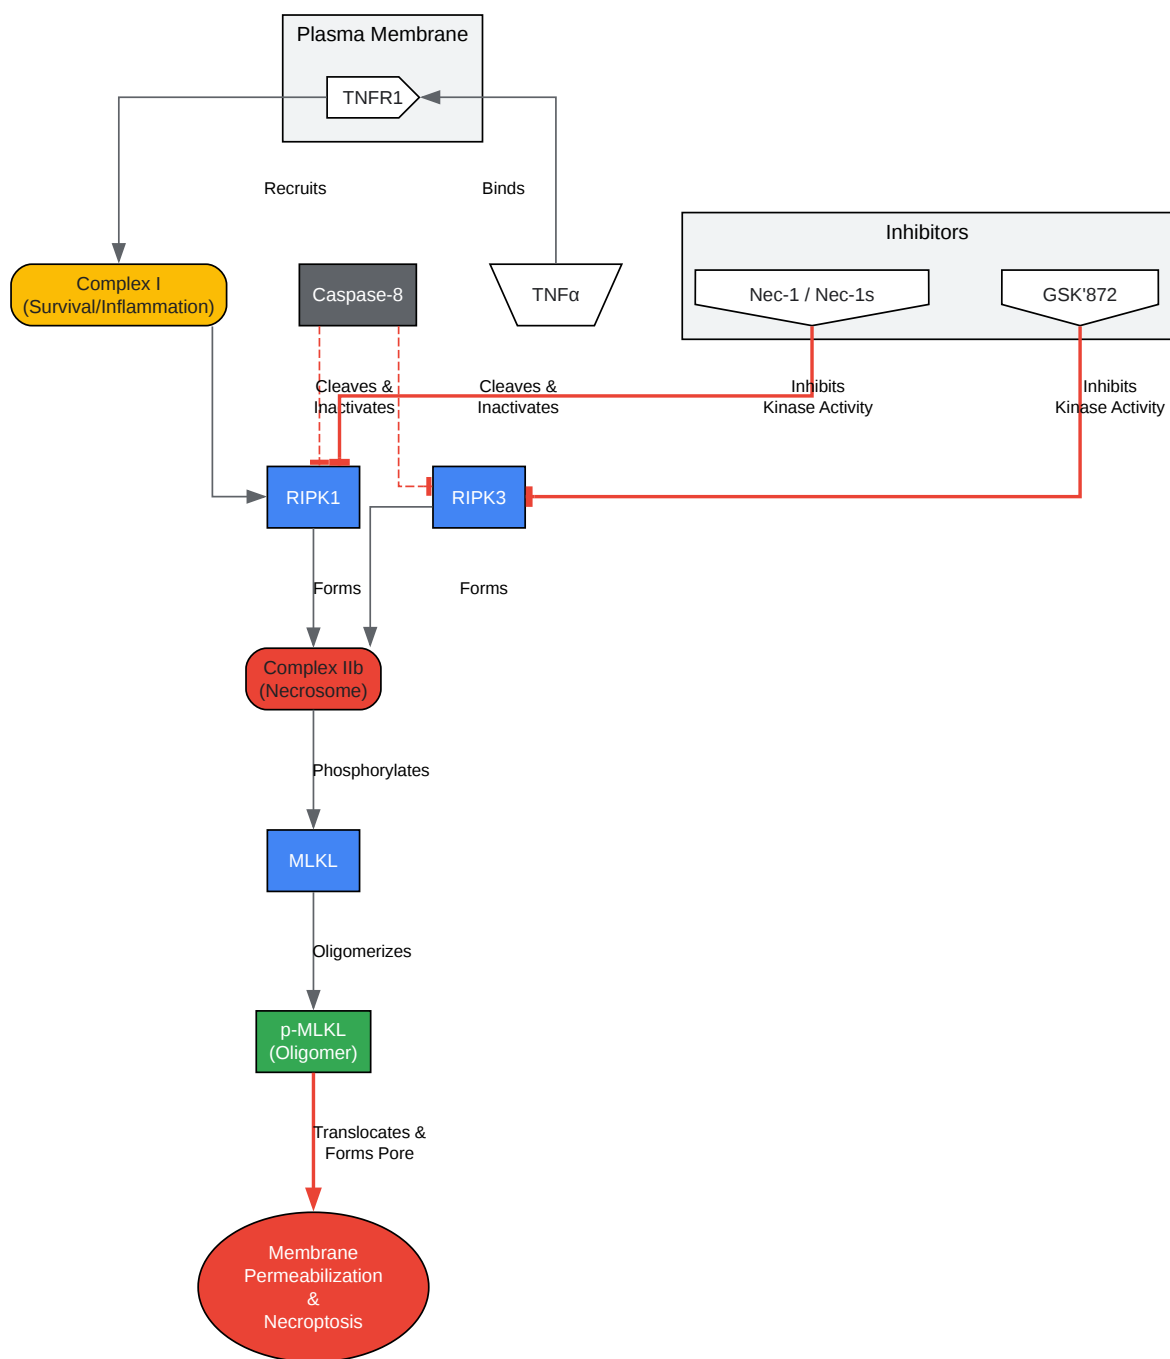 Plasma Membrane
TNFR1
Recruits
Binds
Inhibitors
Complex I
(Survival/Inflammation)
Caspase-8
TNFα
Nec-1 / Nec-1s
GSK'872
Cleaves &
Inactivates
Cleaves &
Inactivates
Inhibits
Kinase Activity
Inhibits
Kinase Activity
RIPK1
RIPK3
Forms
Forms
Complex IIb
(Necrosome)
Phosphorylates
MLKL
Oligomerizes
p-MLKL
(Oligomer)
Translocates &
Forms Pore
Membrane
Permeabilization
&
Necroptosis